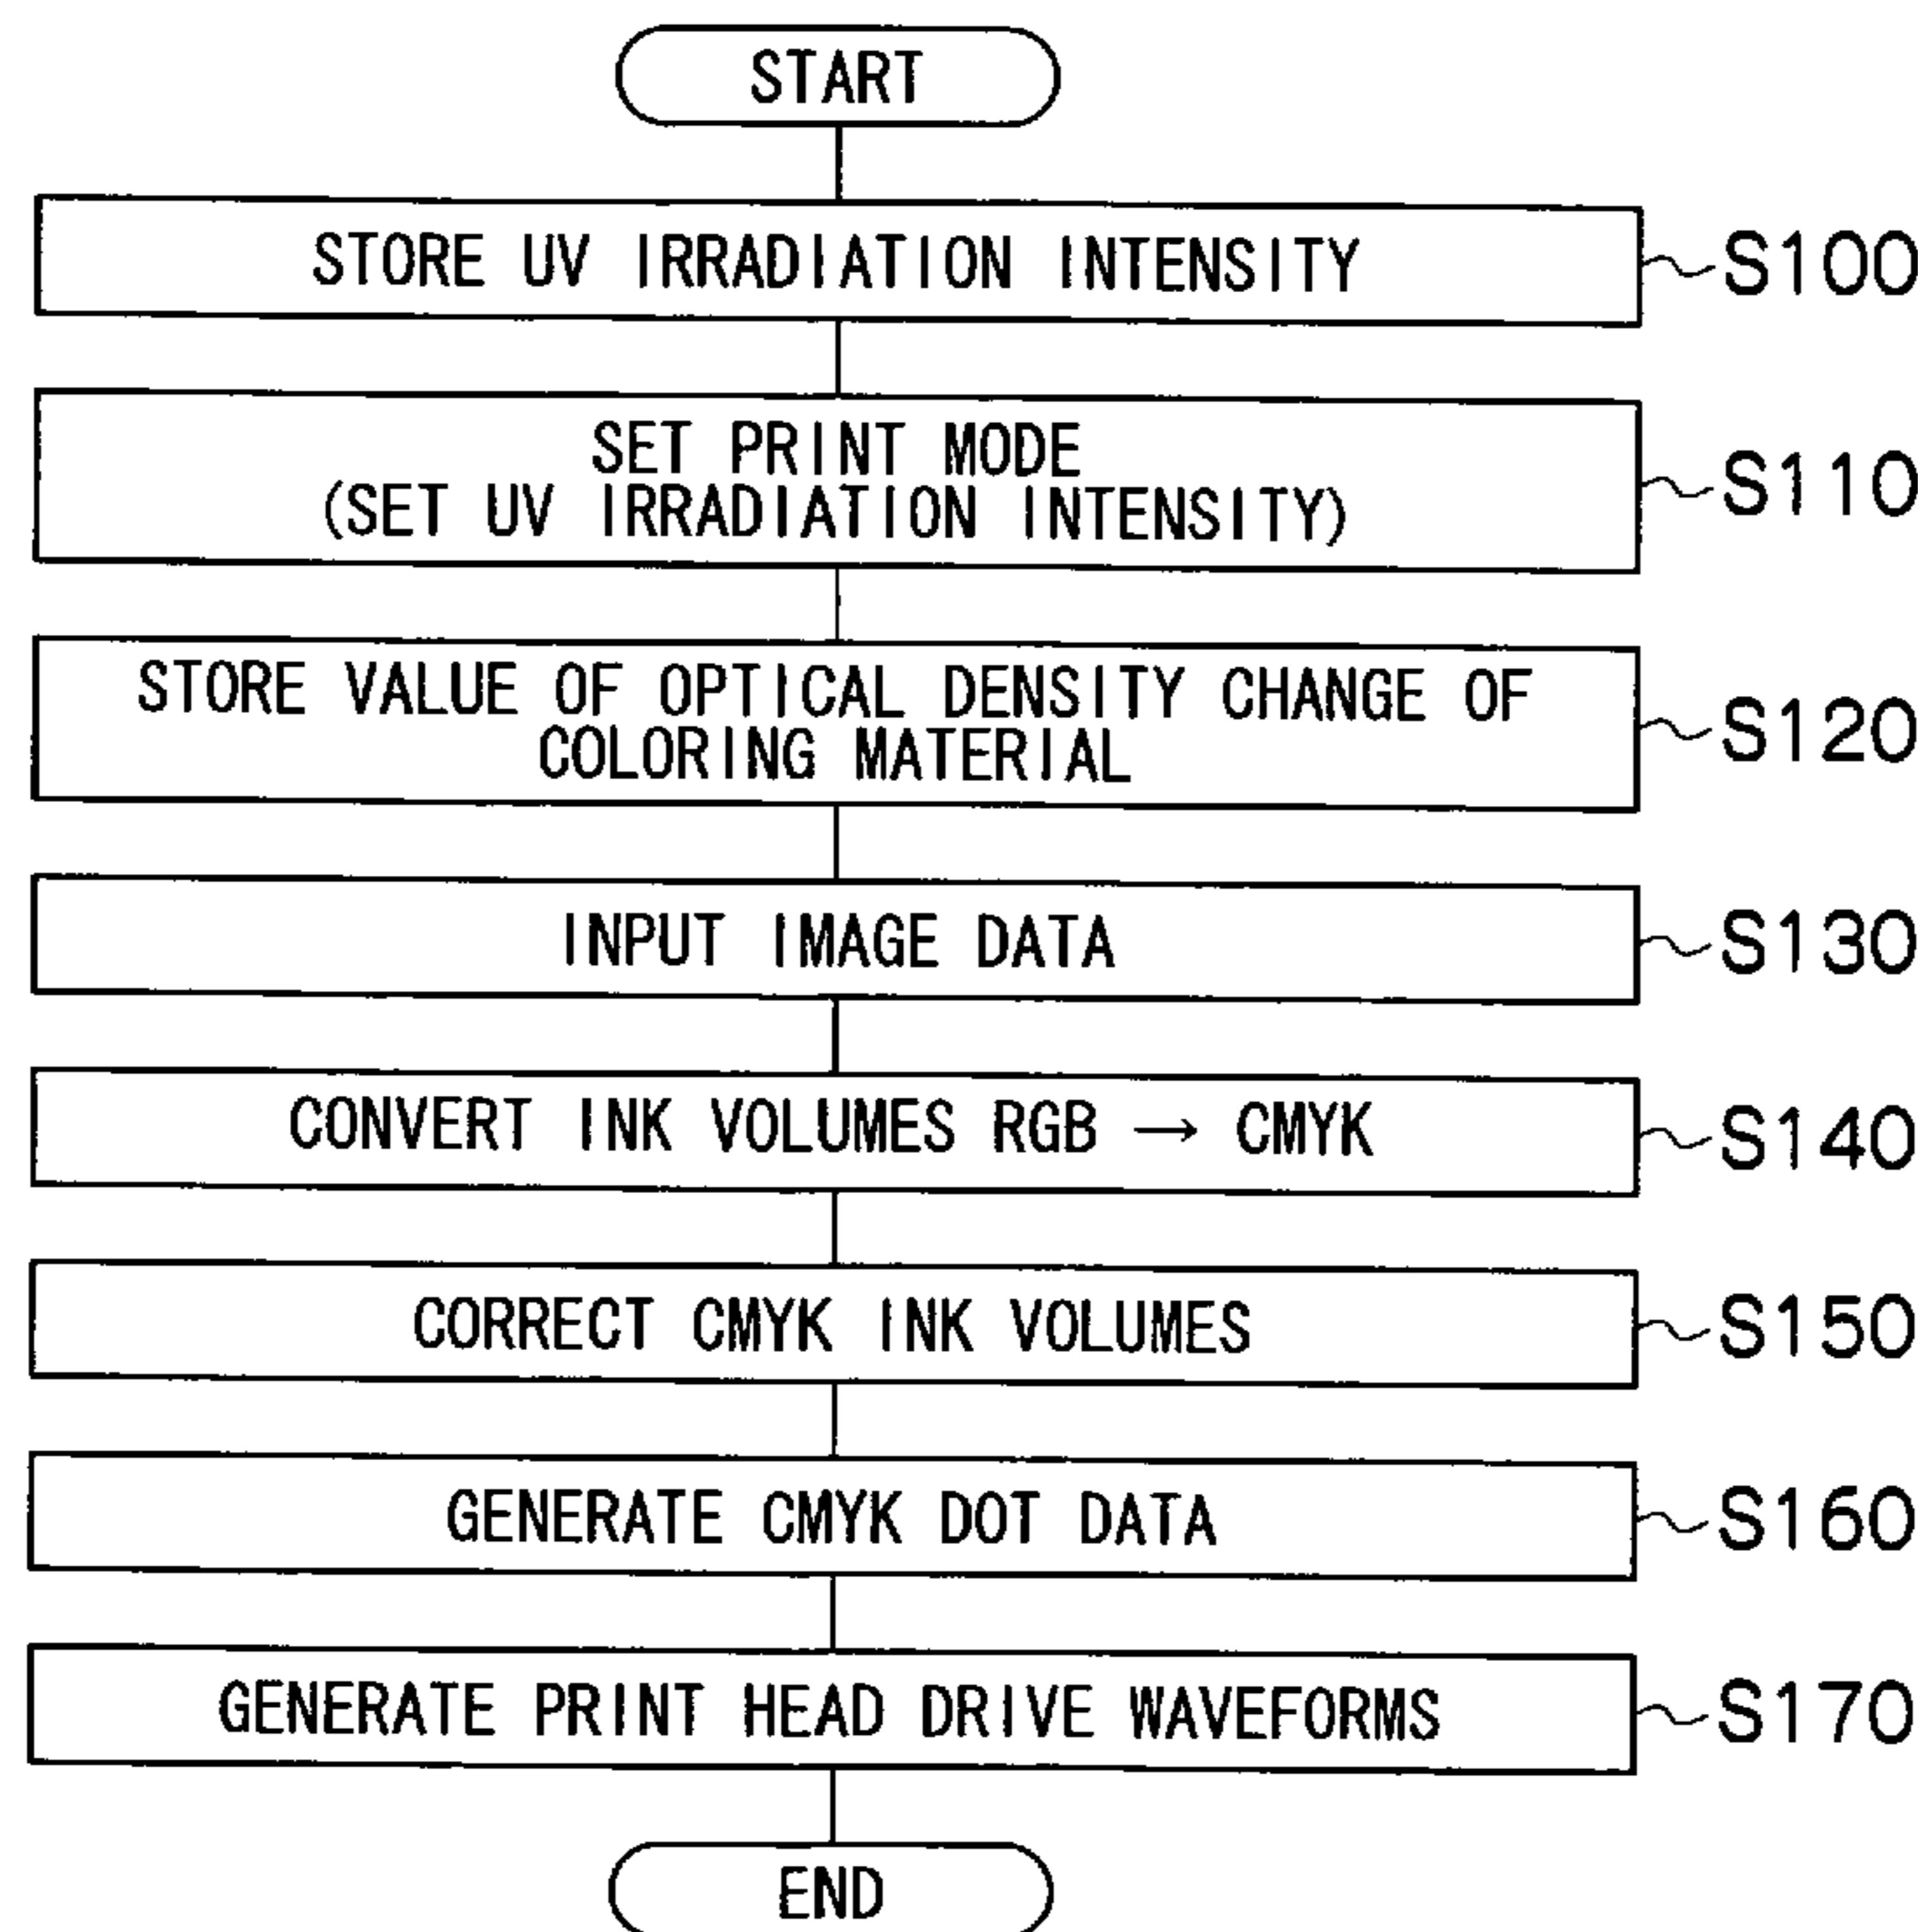 START
STORE UV IRRADIATION INTENSITY
S100
SET PRINT MODE
(SET UV IRRADIATION INTENSITY)
S110
STORE VALUE OF OPTICAL DENSITY CHANGE OF
COLORING MATERIAL
S120
INPUT IMAGE DATA
S130
CONVERT INK VOLUMES RGB → CMYK
S140
CORRECT CMYK INK VOLUMES
S150
GENERATE CMYK DOT DATA
S160
GENERATE PRINT HEAD DRIVE WAVEFORMS
S170
END